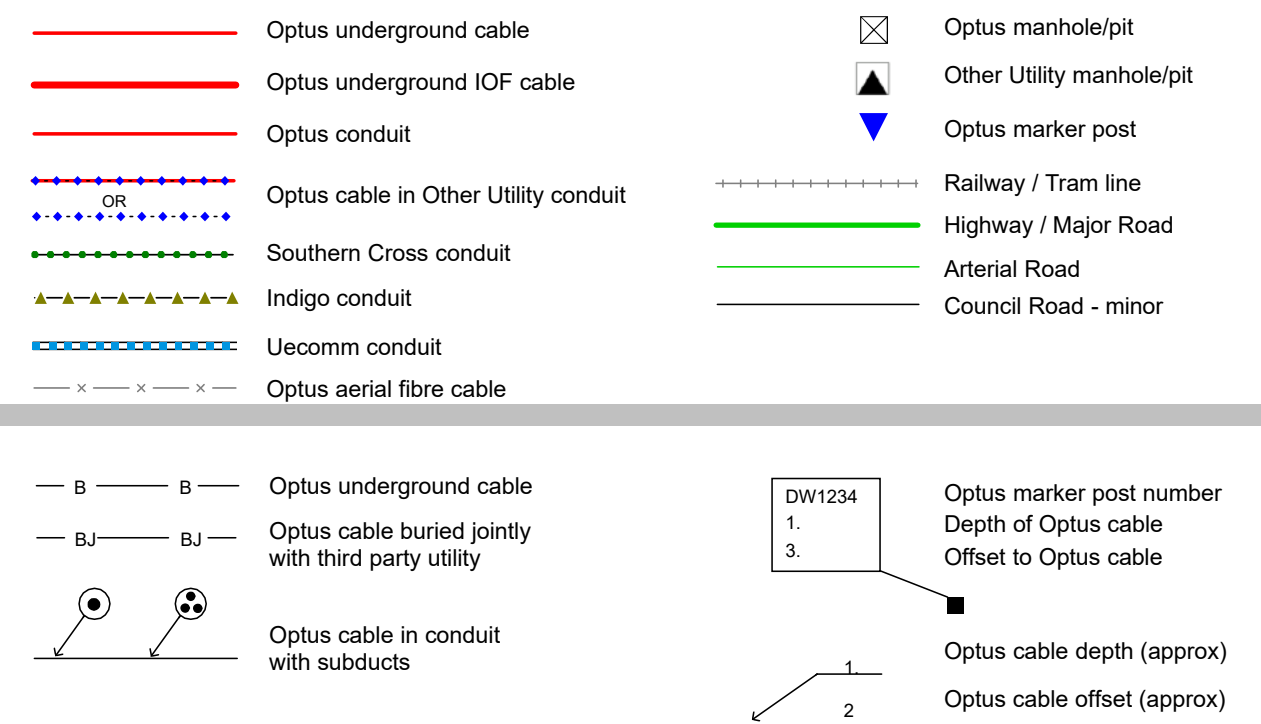 Optus underground cable
Optus underground IOF cable
Optus conduit
OR
Optus cable in Other Utility conduit
Southern Cross conduit
Indigo conduit
Uecomm conduit
Optus aerial fibre cable
Optus manhole/pit
Other Utility manhole/pit
Optus marker post
Railway / Tram line
Highway / Major Road
Arterial Road
Council Road - minor
B B Optus underground cable
BJ BJ Optus cable buried jointly
with third party utility
Optus cable in conduit
with subducts
DW1234
1.
3.
Optus marker post number
Depth of Optus cable
Offset to Optus cable
1.
2
Optus cable depth (approx)
Optus cable offset (approx)